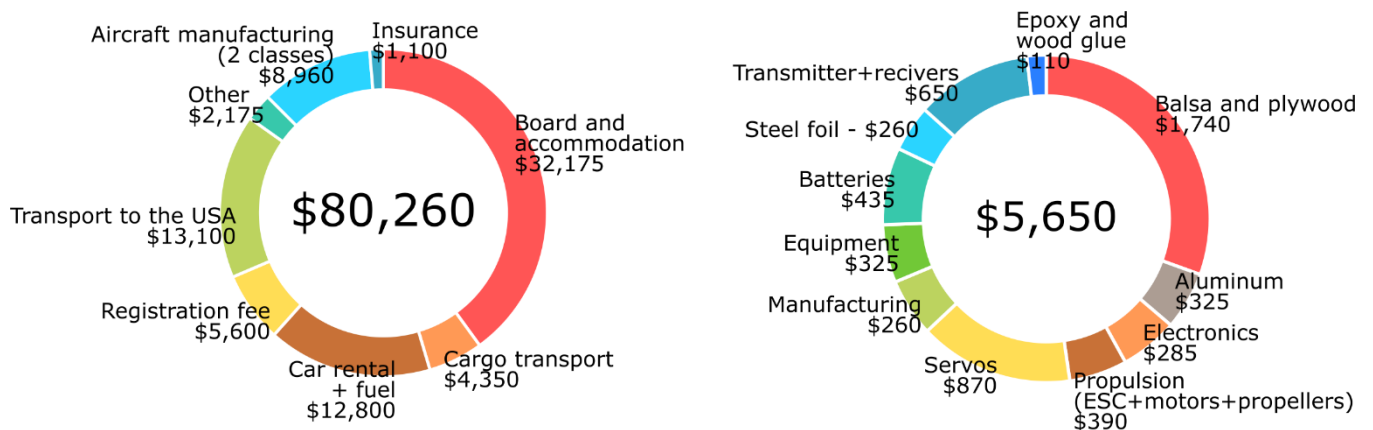 Insurance
$1,100
Aircraft manufacturing
(2 classes)
$8,960
Other
$2,175
Board and
accommodation
$32,175
$80,260
Transport to the USA
$13,100
Registration fee
$5,600
Car rental
+ fuel
$12,800
Cargo transport
$4,350
Epoxy and
wood glue
$110
Transmitter+recivers
$650
Balsa and plywood
$1,740
Steel foil - $260
Batteries
$435
$5,650
Equipment
$325
Manufacturing
$260
Aluminum
$325
Electronics
$285
Servos
$870
Propulsion
(ESC+motors+propellers)
$390